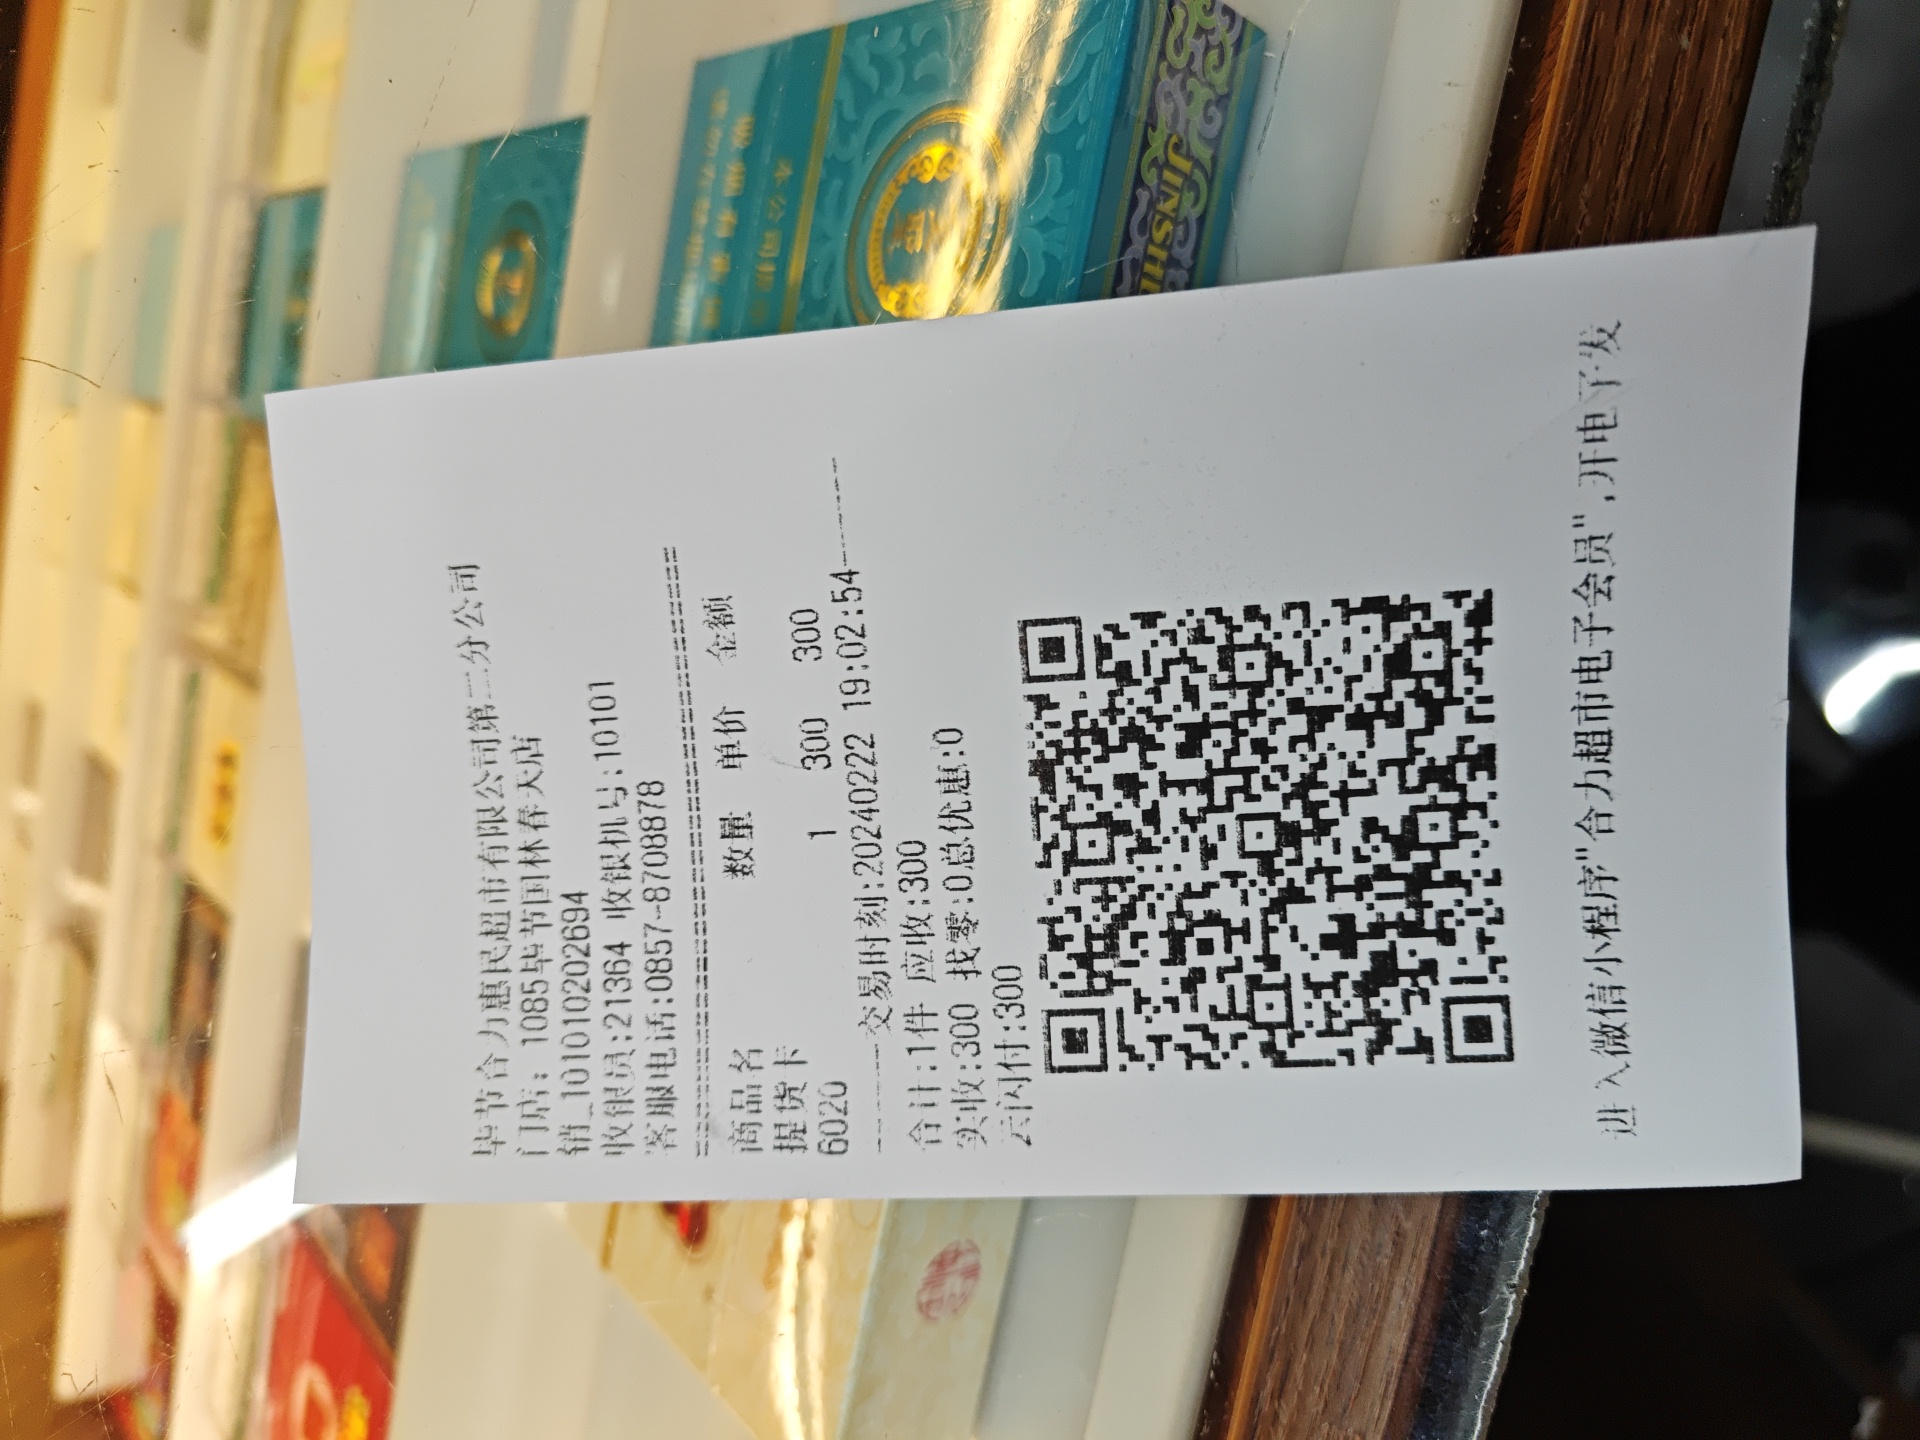 毕节合力惠民超市有限公司第二分公司
门店: 1085毕节国林春天店
销_101010202694
收银员:21364 收银机号:10101
客服电话:0857-8708878
商品名 数量 单价 金额
提货卡
6020 1 300 300
交易时刻:20240222 19:02:54
合计:1件 应收:300
实收:300 找零:0总优惠:0
云闪付:300
进入微信小程序"合力超市电子会员",开电子发
JINSHU